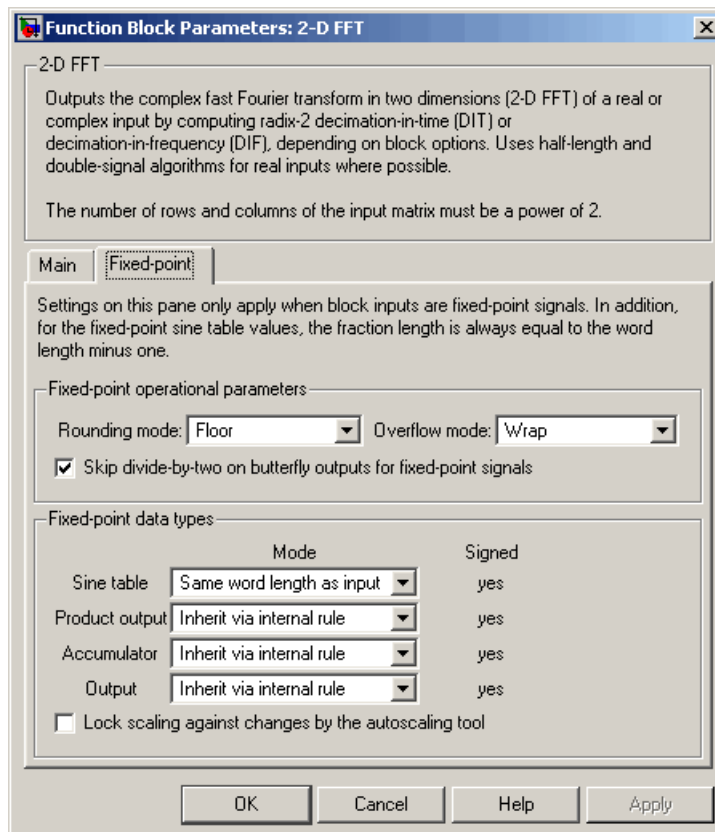 Function Block Parameters: 2-D FFT
2-D FFT
Outputs the complex fast Fourier transform in two dimensions (2-D FFT) of a real or
complex input by computing radix-2 decimation-in-time (DIT) or
decimation-in-frequency (DIF), depending on block options. Uses half-length and
double-signal algorithms for real inputs where possible.
The number of rows and columns of the input matrix must be a power of 2.
Main Fixed-point
Settings on this pane only apply when block inputs are fixed-point signals. In addition,
for the fixed-point sine table values, the fraction length is always equal to the word
length minus one.
Fixed-point operational parameters
Rounding mode: Floor Overflow mode: Wrap
Skip divide-by-two on butterfly outputs for fixed-point signals
Fixed-point data types
Mode Signed
Sine table Same word length as input yes
Product output Inherit via internal rule yes
Accumulator Inherit via internal rule yes
Output Inherit via internal rule yes
Lock scaling against changes by the autoscaling tool
OK Cancel Help Apply